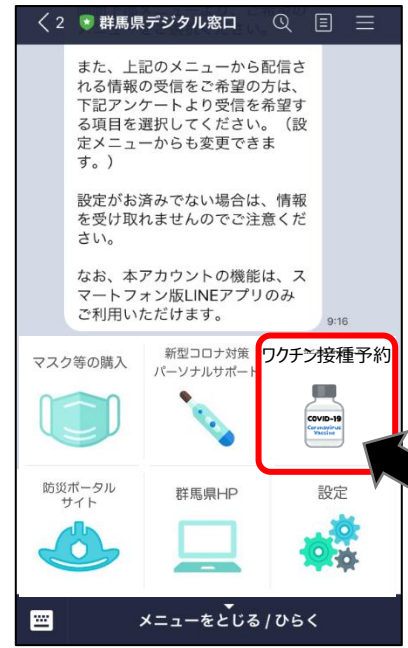 2 群馬県デジタル窓口
また、上記のメニューから配信さ
れる情報の受信をご希望の方は、
下記アンケートより受信を希望す
る項目を選択してください。（設
定メニューからも変更できま
す。）
設定がお済みでない場合は、情報
を受け取れませんのでご注意くだ
さい。
なお、本アカウントの機能は、ス
マートフォン版LINEアプリのみ
ご利用いただけます。
9:16
マスク等の購入
新型コロナ対策
パーソナルサポート
ワクチン接種予約
COVID-19
Coronavirus
Vaccine
防災ポータル
サイト
群馬県HP
設定
メニューをとじる / ひらく